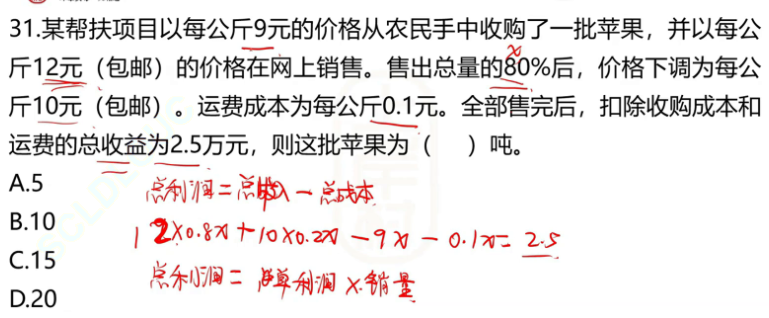 31.某帮扶项目以每公斤9元的价格从农民手中收购了一批苹果，并以每公
x
斤12元（包邮）的价格在网上销售。售出总量的80%后，价格下调为每公
斤10元（包邮）。运费成本为每公斤0.1元。全部售完后，扣除收购成本和
运费的总收益为2.5万元，则这批苹果为（ ）吨。
A.5
总利润=总收入-总成本
B.10
12×0.8x+10×0.2x-9x-0.1x=2.5
C.15
总利润=单利润×销量
D.20